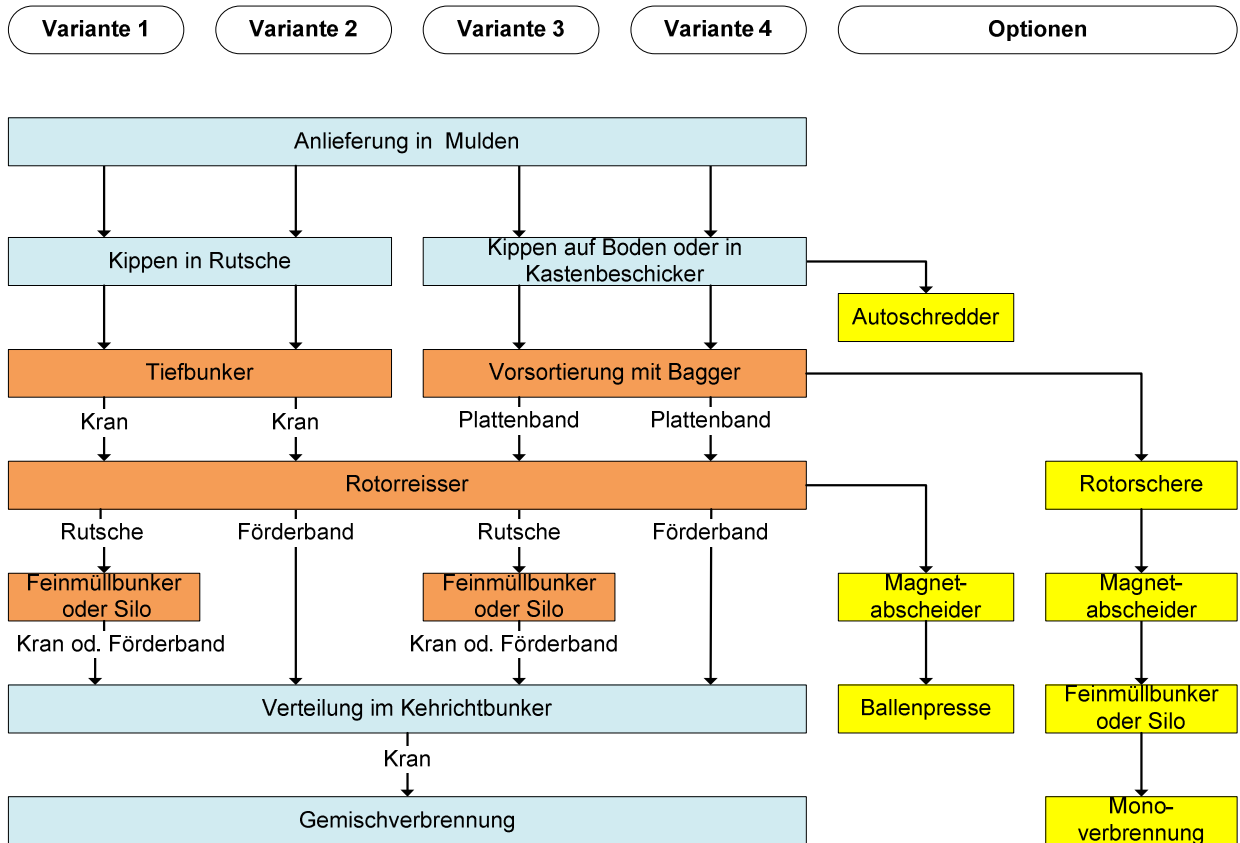 Variante 1
Variante 2
Variante 3
Variante 4
Optionen
Anlieferung in Mulden
Kippen in Rutsche
Kippen auf Boden oder in
Kastenbeschicker
Autoschredder
Tiefbunker
Vorsortierung mit Bagger
Kran
Kran
Plattenband
Plattenband
Rotorreisser
Rotorschere
Rutsche
Förderband
Rutsche
Förderband
Feinmüllbunker
oder Silo
Feinmüllbunker
oder Silo
Magnet-
abscheider
Magnet-
abscheider
Kran od. Förderband
Kran od. Förderband
Verteilung im Kehrichtbunker
Ballenpresse
Feinmüllbunker
oder Silo
Kran
Gemischverbrennung
Mono-
verbrennung